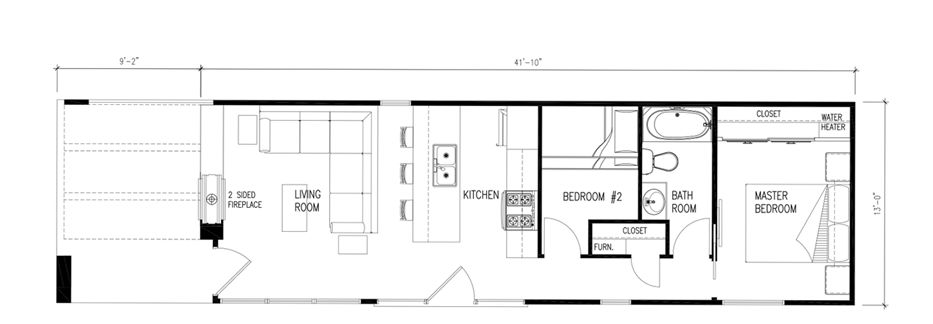 9'-2"
41'-10"
CLOSET
WATER
HEATER
2 SIDED
FIREPLACE
LIVING
ROOM
KITCHEN
BEDROOM #2
BATH
ROOM
MASTER
BEDROOM
13'-0"
CLOSET
FURN.